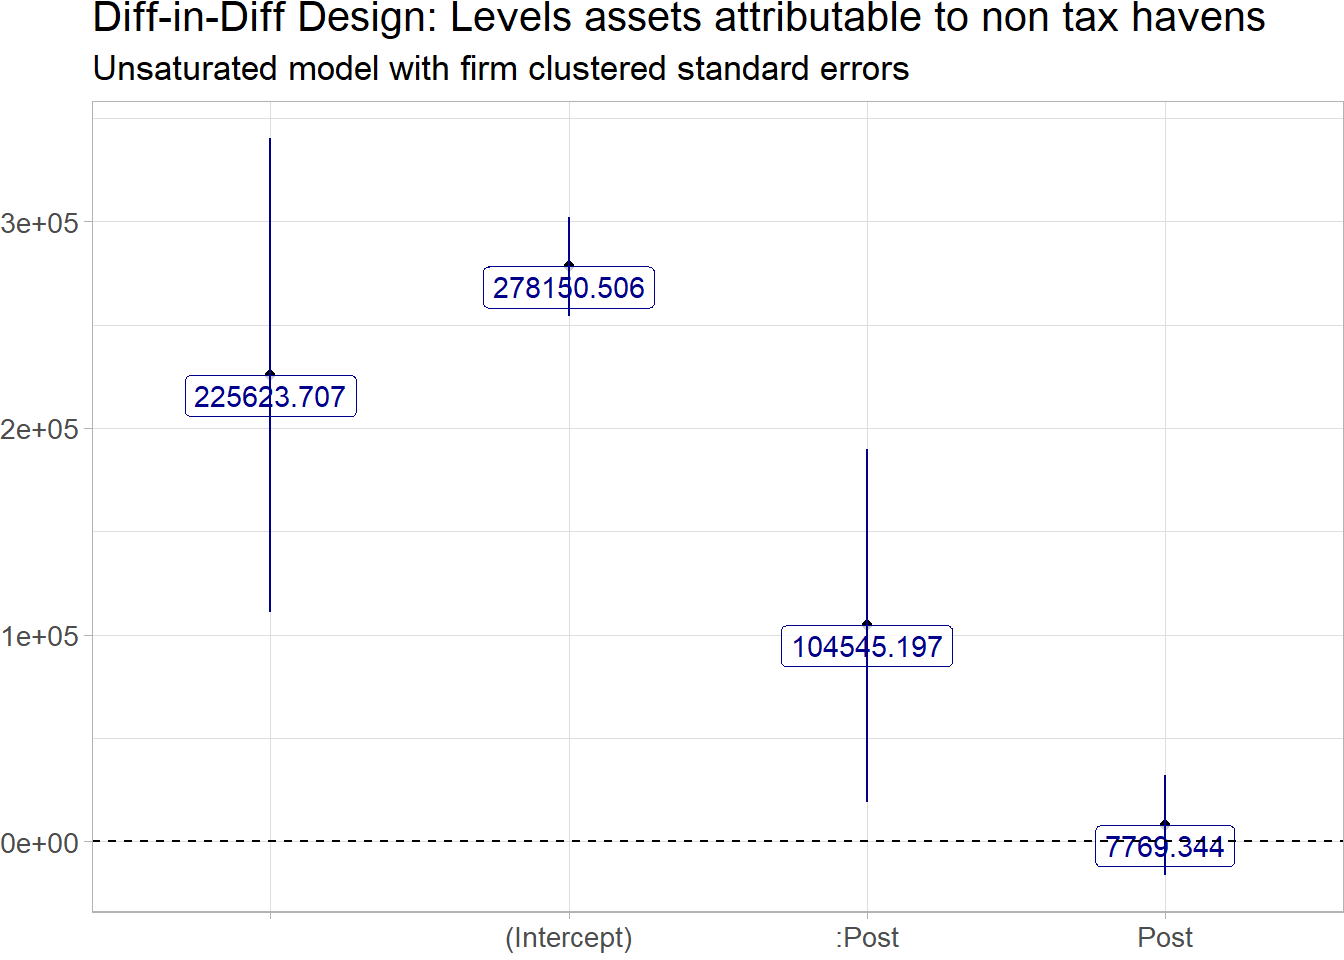 Diff-in-Diff Design: Levels assets attributable to non tax havens
Unsaturated model with firm clustered standard errors
3e+05
278150.506
225623.707
2e+05
104545.197
1e+05
7769.344
0e+00
(Intercept)
:Post
Post